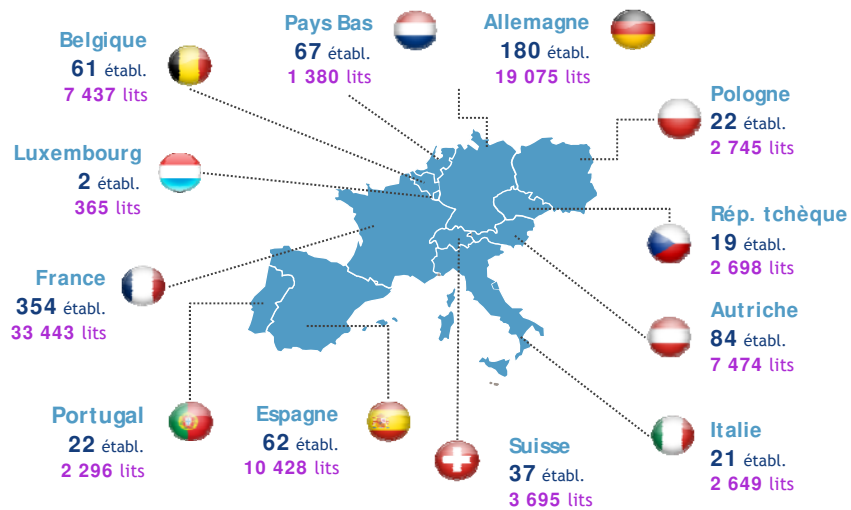 Pays Bas
67 établ.
1 380 lits
Allemagne
180 établ.
19 075 lits
Belgique
61 établ.
7 437 lits
Pologne
22 établ.
2 745 lits
Luxembourg
2 établ.
365 lits
Rép. tchèque
19 établ.
2 698 lits
France
354 établ.
33 443 lits
Autriche
84 établ.
7 474 lits
Portugal
22 établ.
2 296 lits
Espagne
62 établ.
10 428 lits
Suisse
37 établ.
3 695 lits
Italie
21 établ.
2 649 lits